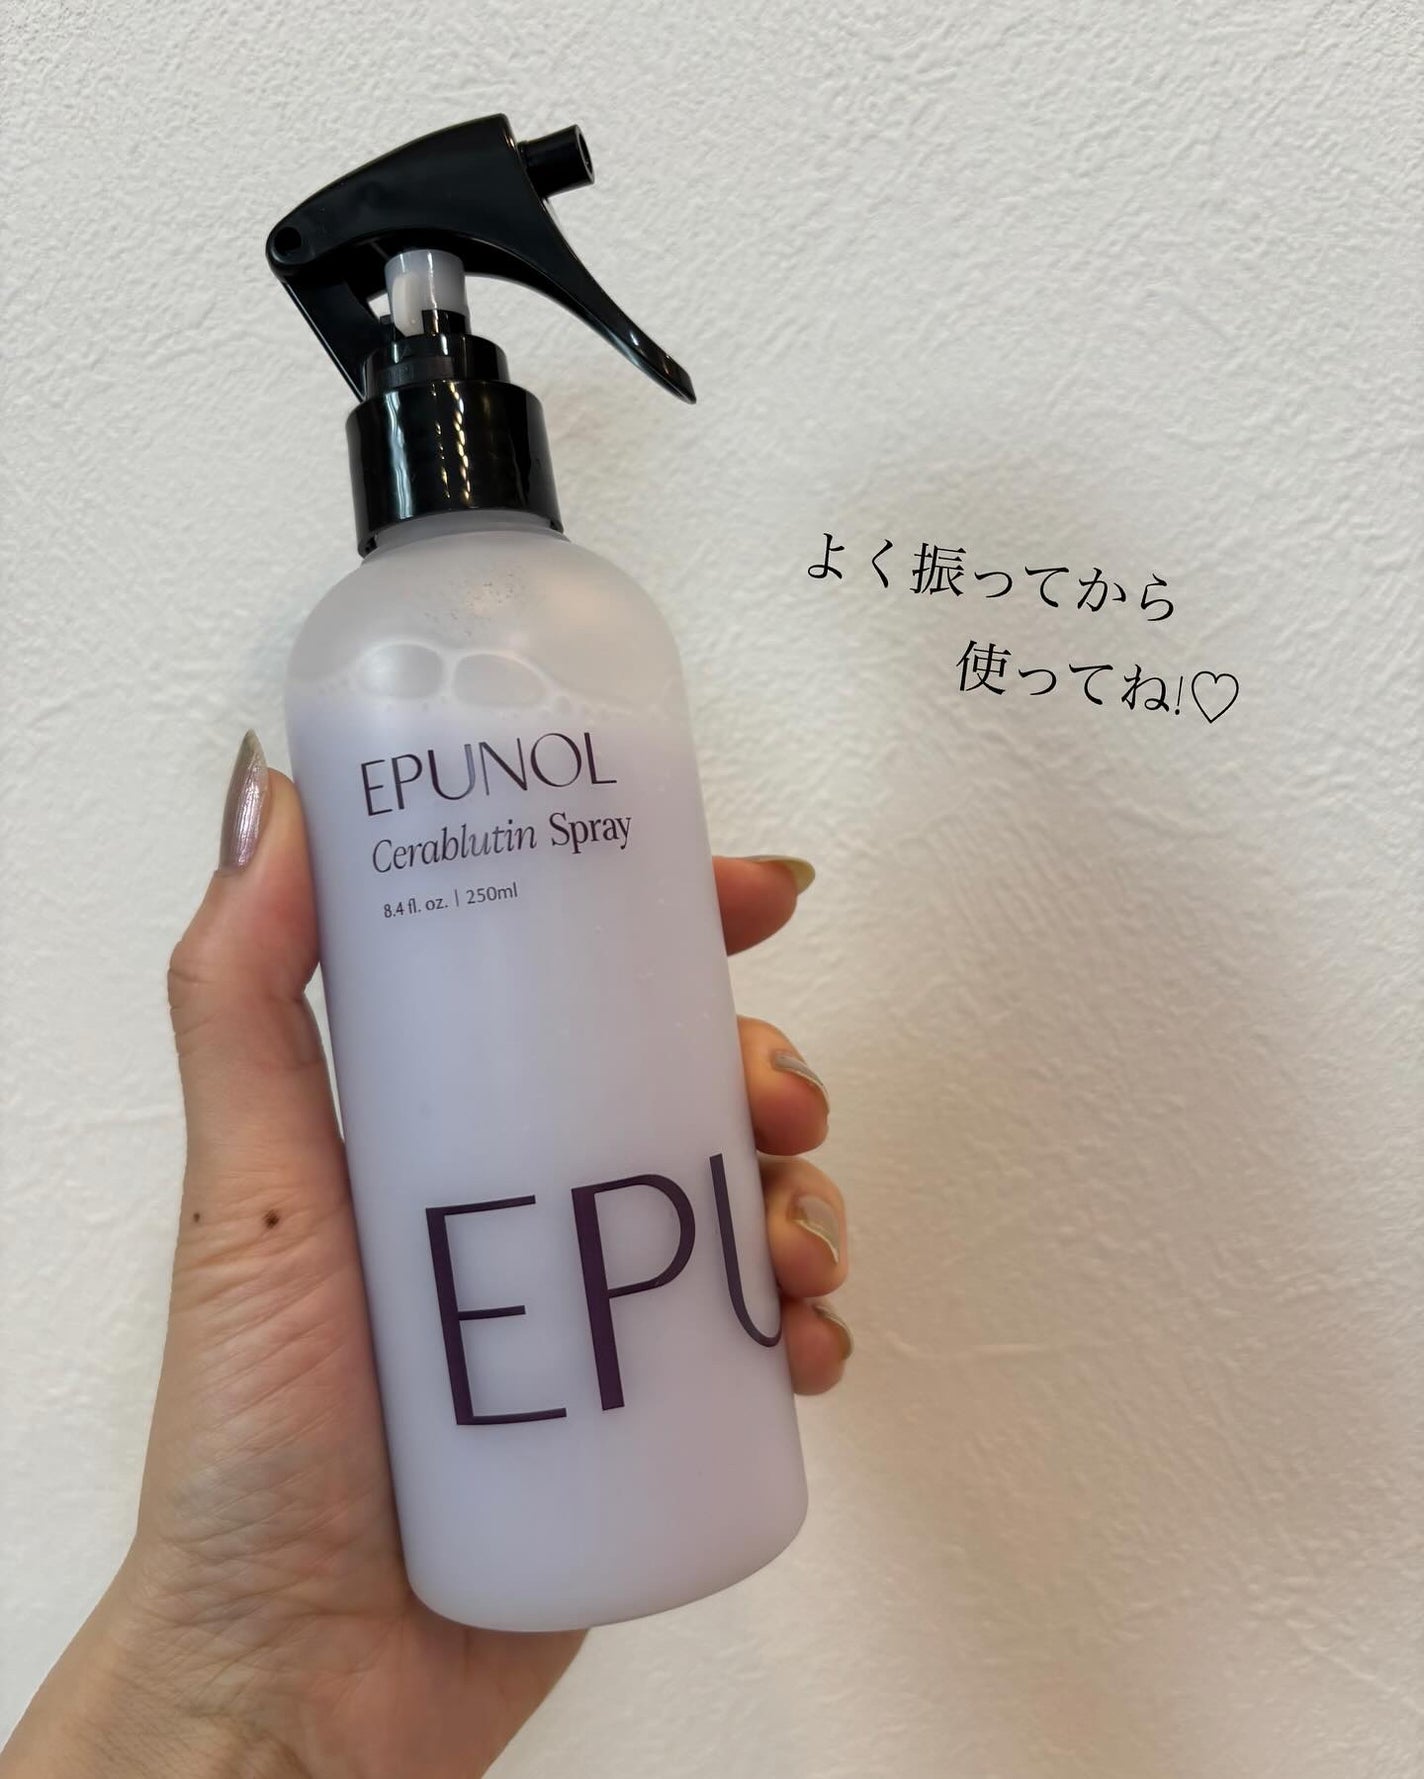 よく振ってから
使ってね!♡
EPUNOL
Cerablutin Spray
8.4 fl. oz. | 250ml
EPU